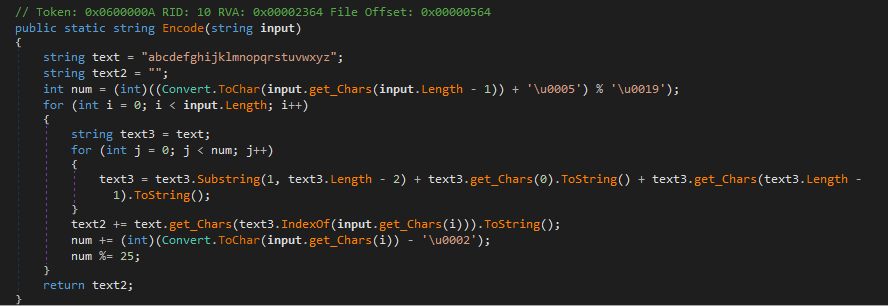 // Token: 0x0600000A RID: 10 RVA: 0x00002364 File Offset: 0x00000564
public static string Encode(string input)
{
string text = "abcdefghijklmnopqrstuvwxyz";
string text2 = "";
int num = (int)((Convert.ToChar(input.get_Chars(input.Length - 1)) + '\u0005') % '\u0019');
for (int i = 0; i < input.Length; i++)
{
string text3 = text;
for (int j = 0; j < num; j++)
{
text3 = text3.Substring(1, text3.Length - 2) + text3.get_Chars(0).ToString() + text3.get_Chars(text3.Length -
1).ToString();
}
text2 += text.get_Chars(text3.IndexOf(input.get_Chars(i))).ToString();
num += (int)(Convert.ToChar(input.get_Chars(i)) - '\u0002');
num %= 25;
}
return text2;
}